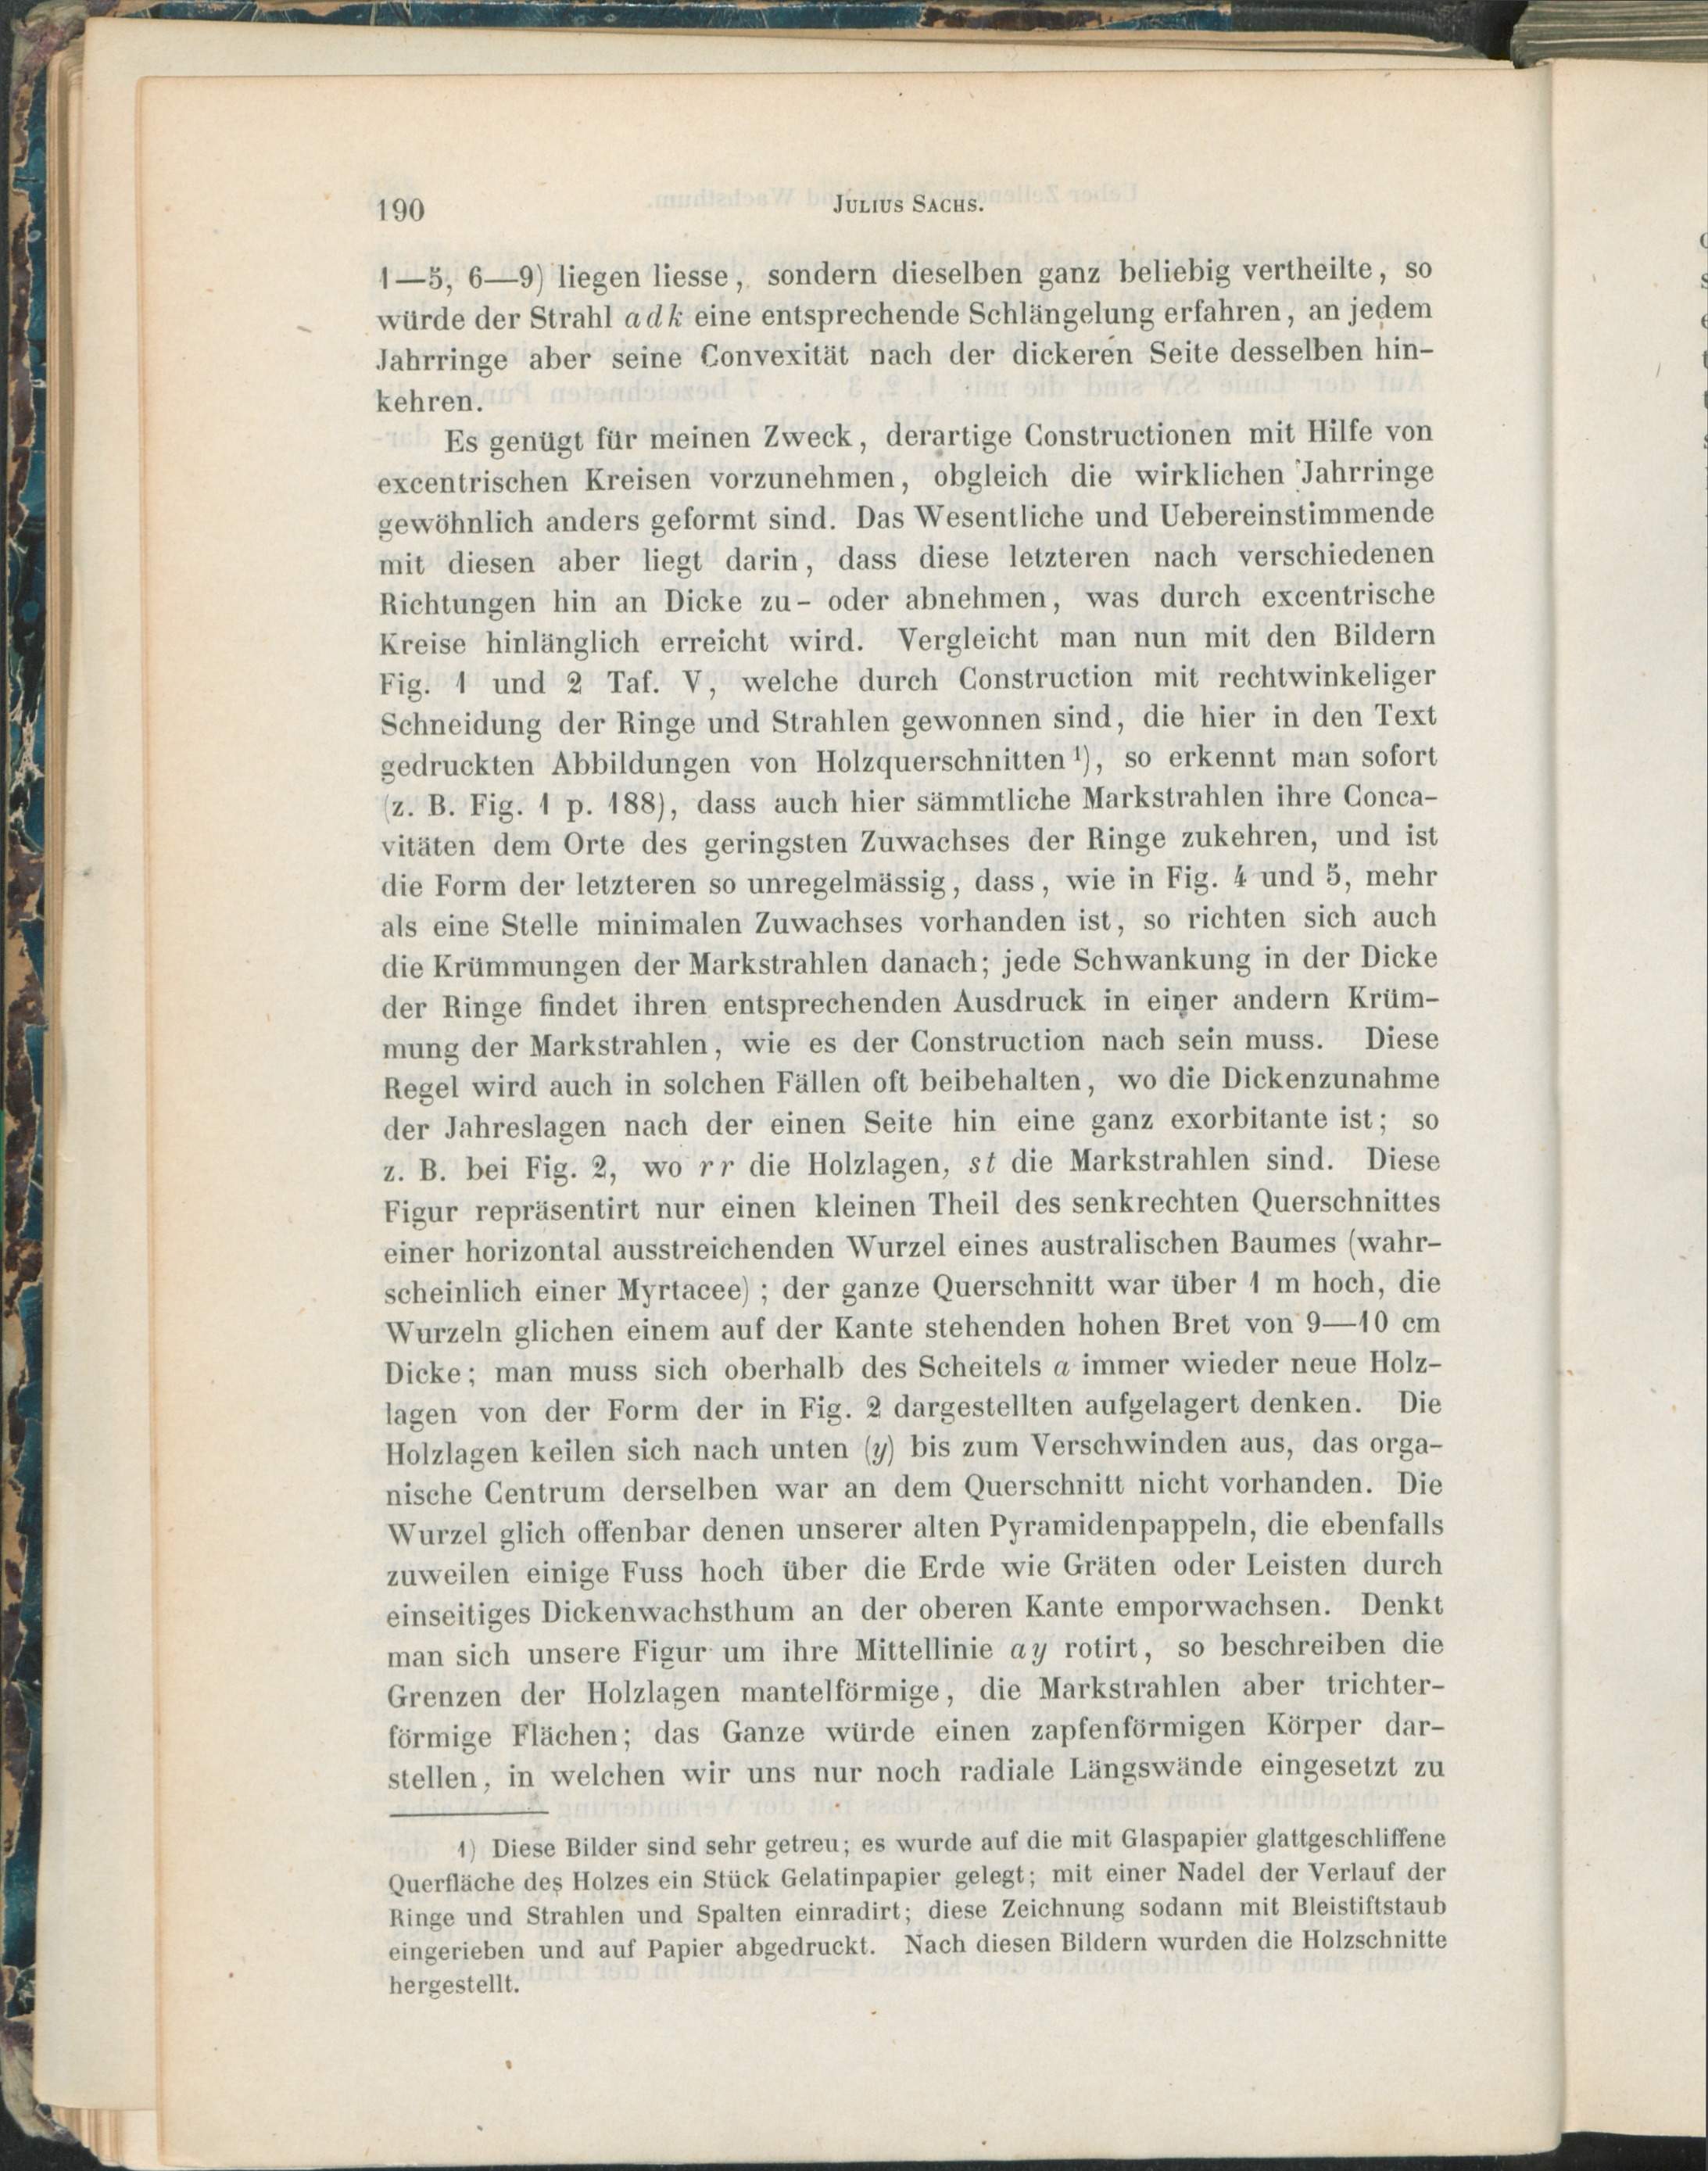 190
JULIUS SACHS.
1—5, 6—9) liegen liesse, sondern dieselben ganz beliebig vertheilte, so
würde der Strahl adk eine entsprechende Schlängelung erfahren, an jedem
Jahrringe aber seine Convexität nach der dickeren Seite desselben hin-
kehren.
Es genügt für meinen Zweck, derartige Constructionen mit Hilfe von
excentrischen Kreisen vorzunehmen, obgleich die wirklichen Jahrringe
gewöhnlich anders geformt sind. Das Wesentliche und Uebereinstimmende
mit diesen aber liegt darin, dass diese letzteren nach verschiedenen
Richtungen hin an Dicke zu- oder abnehmen, was durch excentrische
Kreise hinlänglich erreicht wird. Vergleicht man nun mit den Bildern
Fig. 1 und 2 Taf. V, welche durch Construction mit rechtwinkeliger
Schneidung der Ringe und Strahlen gewonnen sind, die hier in den Text
gedruckten Abbildungen von Holzquerschnitten 1), so erkennt man sofort
(z. B. Fig. 1 p. 188), dass auch hier sämmtliche Markstrahlen ihre Conca-
vitäten dem Orte des geringsten Zuwachses der Ringe zukehren, und ist
die Form der letzteren so unregelmässig, dass, wie in Fig. 4 und 5, mehr
als eine Stelle minimalen Zuwachses vorhanden ist, so richten sich auch
die Krümmungen der Markstrahlen danach; jede Schwankung in der Dicke
der Ringe findet ihren entsprechenden Ausdruck in einer andern Krüm-
mung der Markstrahlen, wie es der Construction nach sein muss. Diese
Regel wird auch in solchen Fällen oft beibehalten, wo die Dickenzunahme
der Jahreslagen nach der einen Seite hin eine ganz exorbitante ist; so
z. B. bei Fig. 2, wo rr die Holzlagen, st die Markstrahlen sind. Diese
Figur repräsentirt nur einen kleinen Theil des senkrechten Querschnittes
einer horizontal ausstreichenden Wurzel eines australischen Baumes (wahr-
scheinlich einer Myrtacee); der ganze Querschnitt war über 1 m hoch, die
Wurzeln glichen einem auf der Kante stehenden hohen Bret von 9—10 cm
Dicke; man muss sich oberhalb des Scheitels a immer wieder neue Holz-
lagen von der Form der in Fig. 2 dargestellten aufgelagert denken. Die
Holzlagen keilen sich nach unten (y) bis zum Verschwinden aus, das orga-
nische Centrum derselben war an dem Querschnitt nicht vorhanden. Die
Wurzel glich offenbar denen unserer alten Pyramidenpappeln, die ebenfalls
zuweilen einige Fuss hoch über die Erde wie Gräten oder Leisten durch
einseitiges Dickenwachsthum an der oberen Kante emporwachsen. Denkt
man sich unsere Figur um ihre Mittellinie ay rotirt, so beschreiben die
Grenzen der Holzlagen mantelförmige, die Markstrahlen aber trichter-
förmige Flächen; das Ganze würde einen zapfenförmigen Körper dar-
stellen, in welchen wir uns nur noch radiale Längswände eingesetzt zu
1) Diese Bilder sind sehr getreu; es wurde auf die mit Glaspapier glattgeschliffene
Querfläche des Holzes ein Stück Gelatinpapier gelegt; mit einer Nadel der Verlauf der
Ringe und Strahlen und Spalten einradirt; diese Zeichnung sodann mit Bleistiftstaub
eingerieben und auf Papier abgedruckt. Nach diesen Bildern wurden die Holzschnitte
hergestellt.